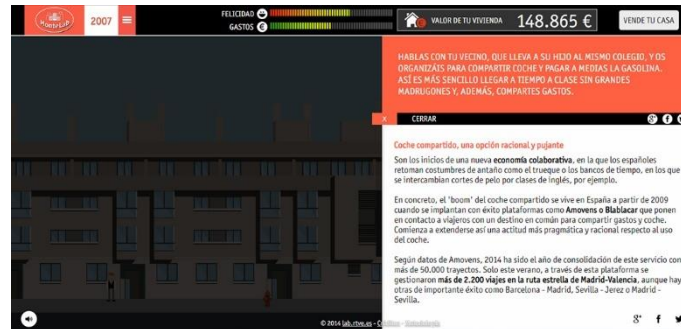 MONTELAB
2007
FELICIDAD
GASTOS
VALOR DE TU VIVIENDA 148.865 €
VENDE TU CASA
HABLAS CON TU VECINO, QUE LLEVA A SU HIJO AL MISMO COLEGIO, Y OS
ORGANIZÁIS PARA COMPARTIR COCHE Y PAGAR A MEDIAS LA GASOLINA.
ASÍ ES MÁS SENCILLO LLEGAR A TIEMPO A CLASE SIN GRANDES
MADRUGONES Y, ADEMÁS, COMPARTES GASTOS.
X CERRAR
Coche compartido, una opción racional y pujante
Son los inicios de una nueva economía colaborativa, en la que los españoles
retoman costumbres de antaño como el trueque o los bancos de tiempo, en los que
se intercambian cortes de pelo por clases de inglés, por ejemplo.
En concreto, el 'boom' del coche compartido se vive en España a partir de 2009
cuando se implantan con éxito plataformas como Amovens o Blablacar que ponen
en contacto a viajeros con un destino en común para compartir gastos y coche.
Comienza a extenderse así una actitud más pragmática y racional respecto al uso
del coche.
Según datos de Amovens, 2014 ha sido el año de consolidación de este servicio con
más de 50.000 trayectos. Solo este verano, a través de esta plataforma se
gestionaron más de 2.200 viajes en la ruta estrella de Madrid-Valencia, aunque hay
otras de importante éxito como Barcelona - Madrid, Sevilla - Jerez o Madrid -
Sevilla.
© 2014 lab.rtve.es